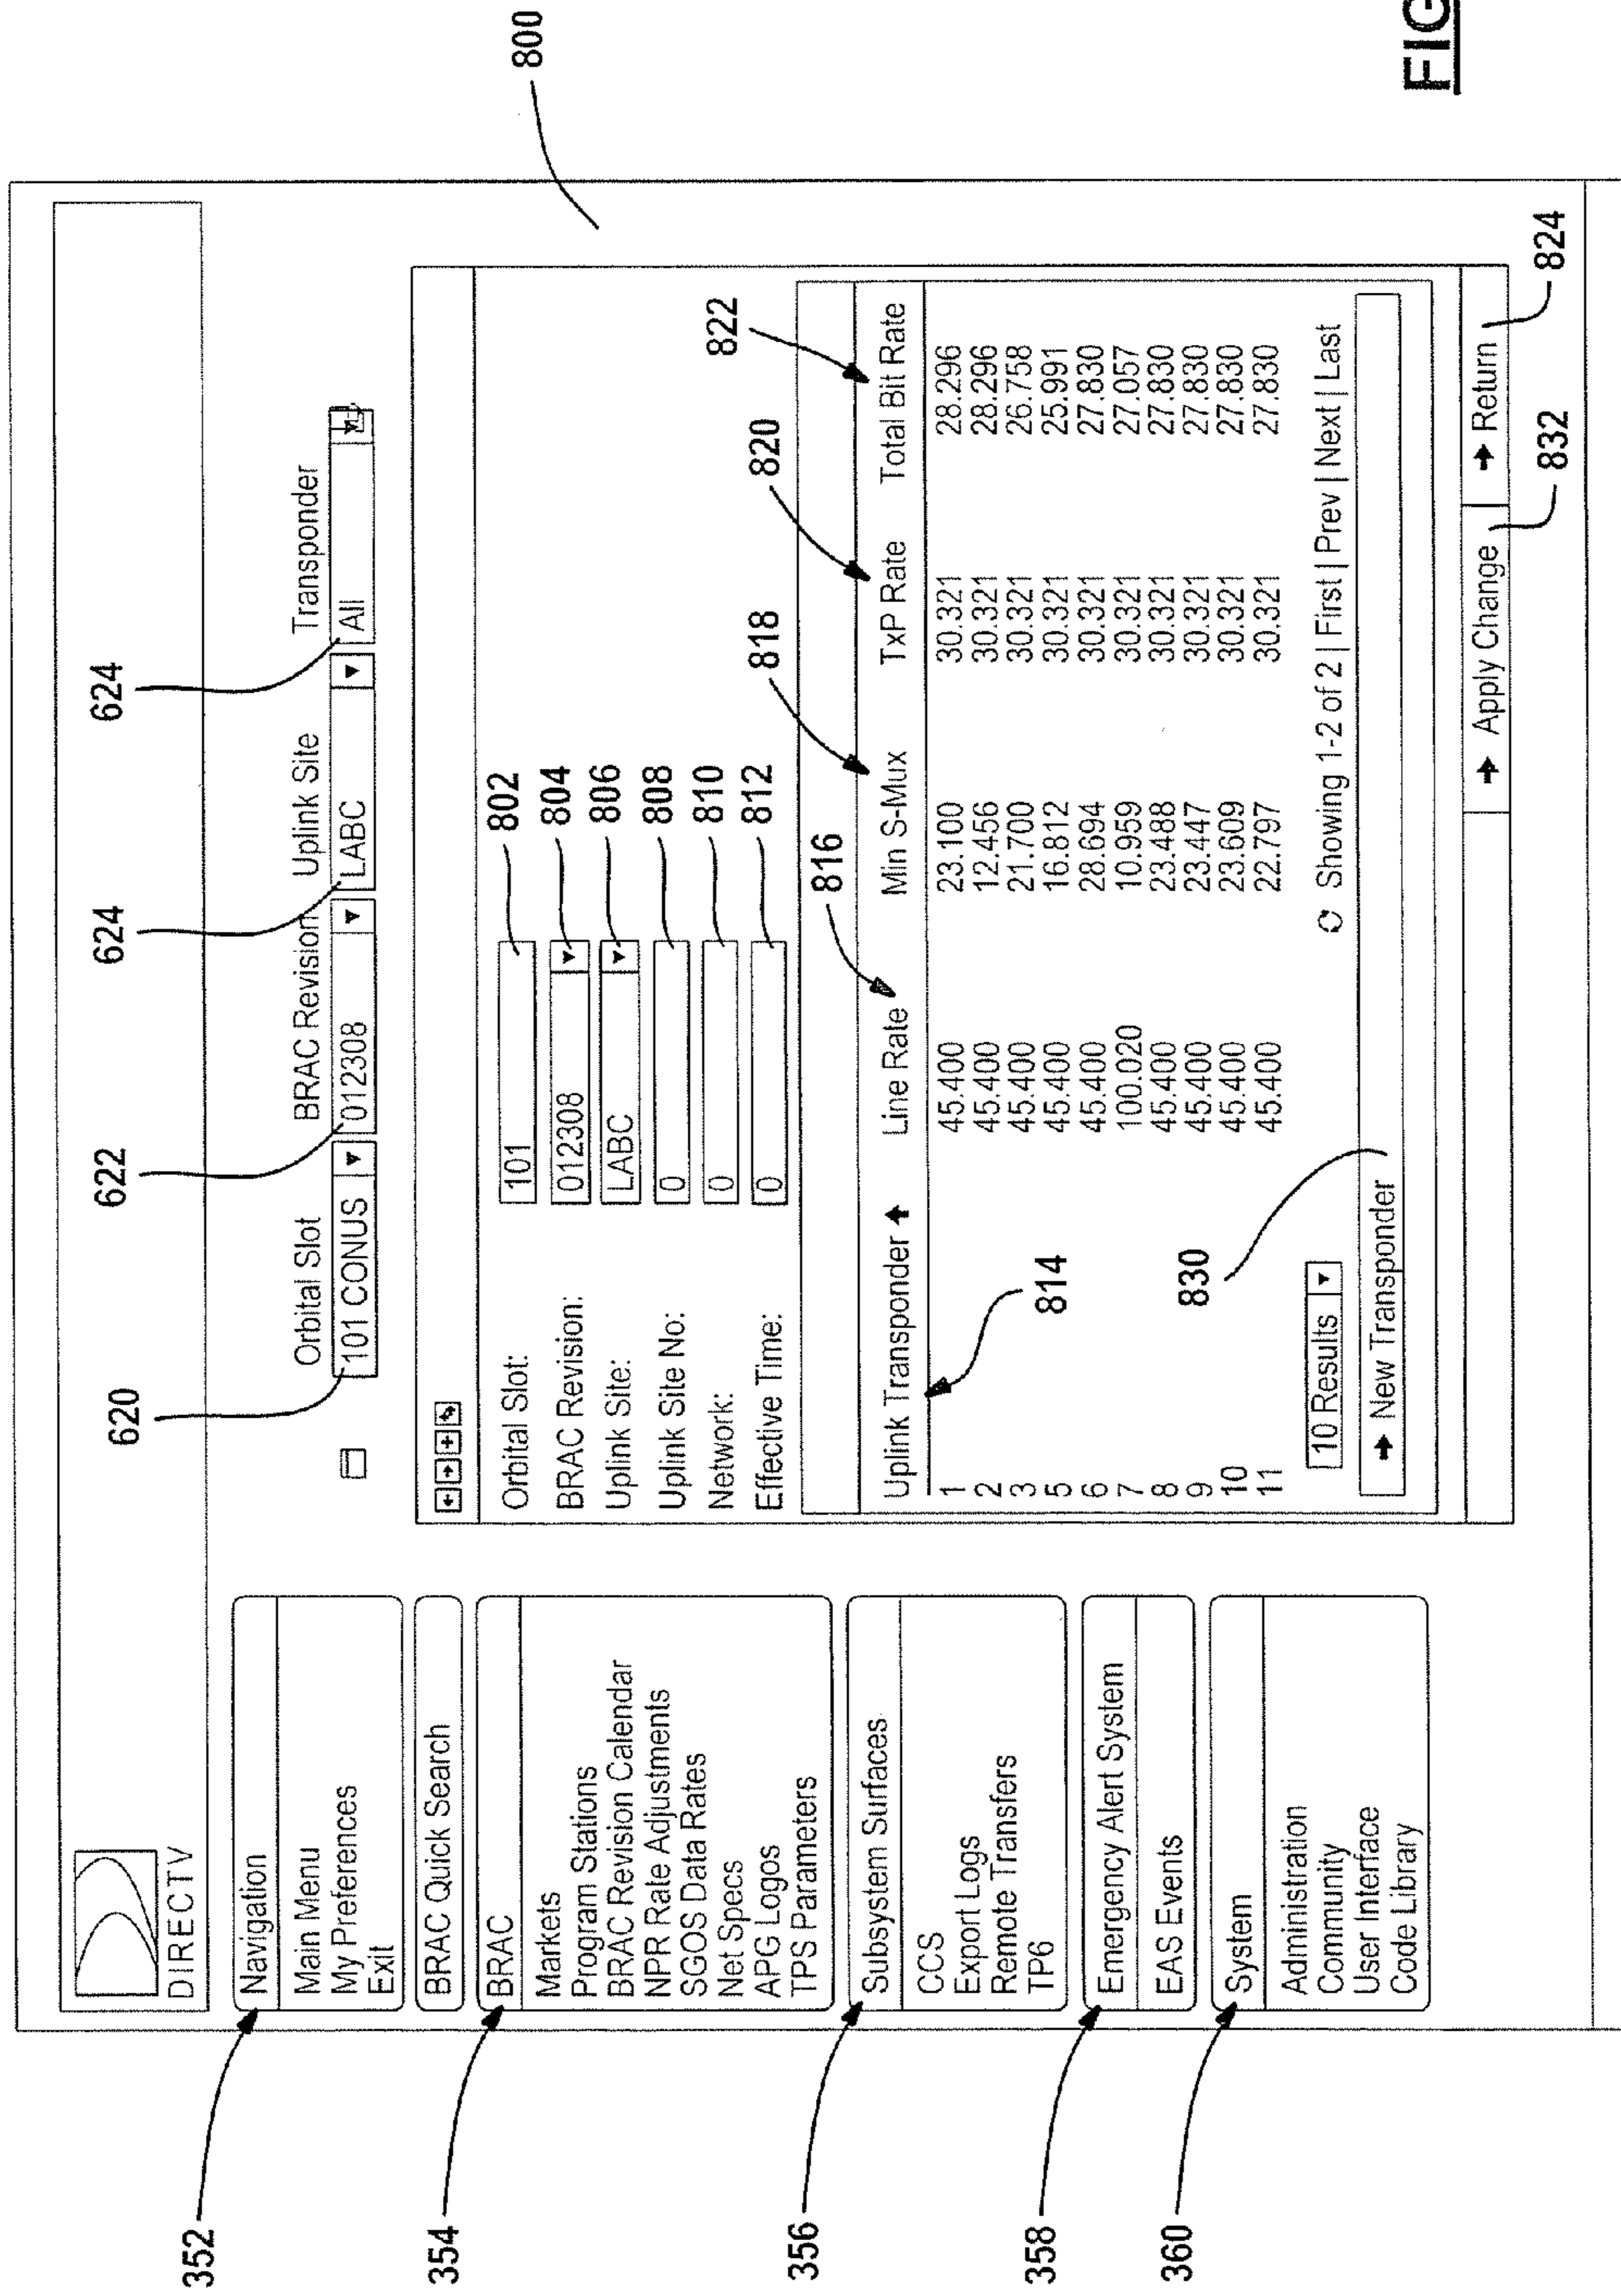 800
DIRECTV
620
622
624
624
Orbital Slot BRAC Revision Uplink Site Transponder
101 CONUS 012308 LABC All
352
Navigation
Main Menu
My Preferences
Exit
BRAC Quick Search
354
BRAC
Markets
Program Stations
BRAC Revision Calendar
NPR Rate Adjustments
SGOS Data Rates
Net Specs
APG Logos
TPS Parameters
356
Subsystem Surfaces
CCS
Export Logs
Remote Transfers
TP6
358
Emergency Alert System
EAS Events
360
System
Administration
Community
User Interface
Code Library
Orbital Slot: 101 802
BRAC Revision: 012308 804
Uplink Site: LABC 806
Uplink Site No: 0 808
Network: 0 810
Effective Time: 0 812
814 816 818 820 822
Uplink Transponder Line Rate Min S-Mux TxP Rate Total Bit Rate
1 45.400 23.100 30.321 28.296
2 45.400 12.456 30.321 28.296
3 45.400 21.700 30.321 26.758
5 45.400 16.812 30.321 25.991
6 45.400 28.694 30.321 27.830
7 100.020 10.959 30.321 27.057
8 45.400 23.488 30.321 27.830
9 45.400 23.447 30.321 27.830
10 45.400 23.609 30.321 27.830
11 45.400 22.797 30.321 27.830
830
10 Results Showing 1-2 of 2 | First | Prev | Next | Last
New Transponder
Apply Change Return
832 824
FIG